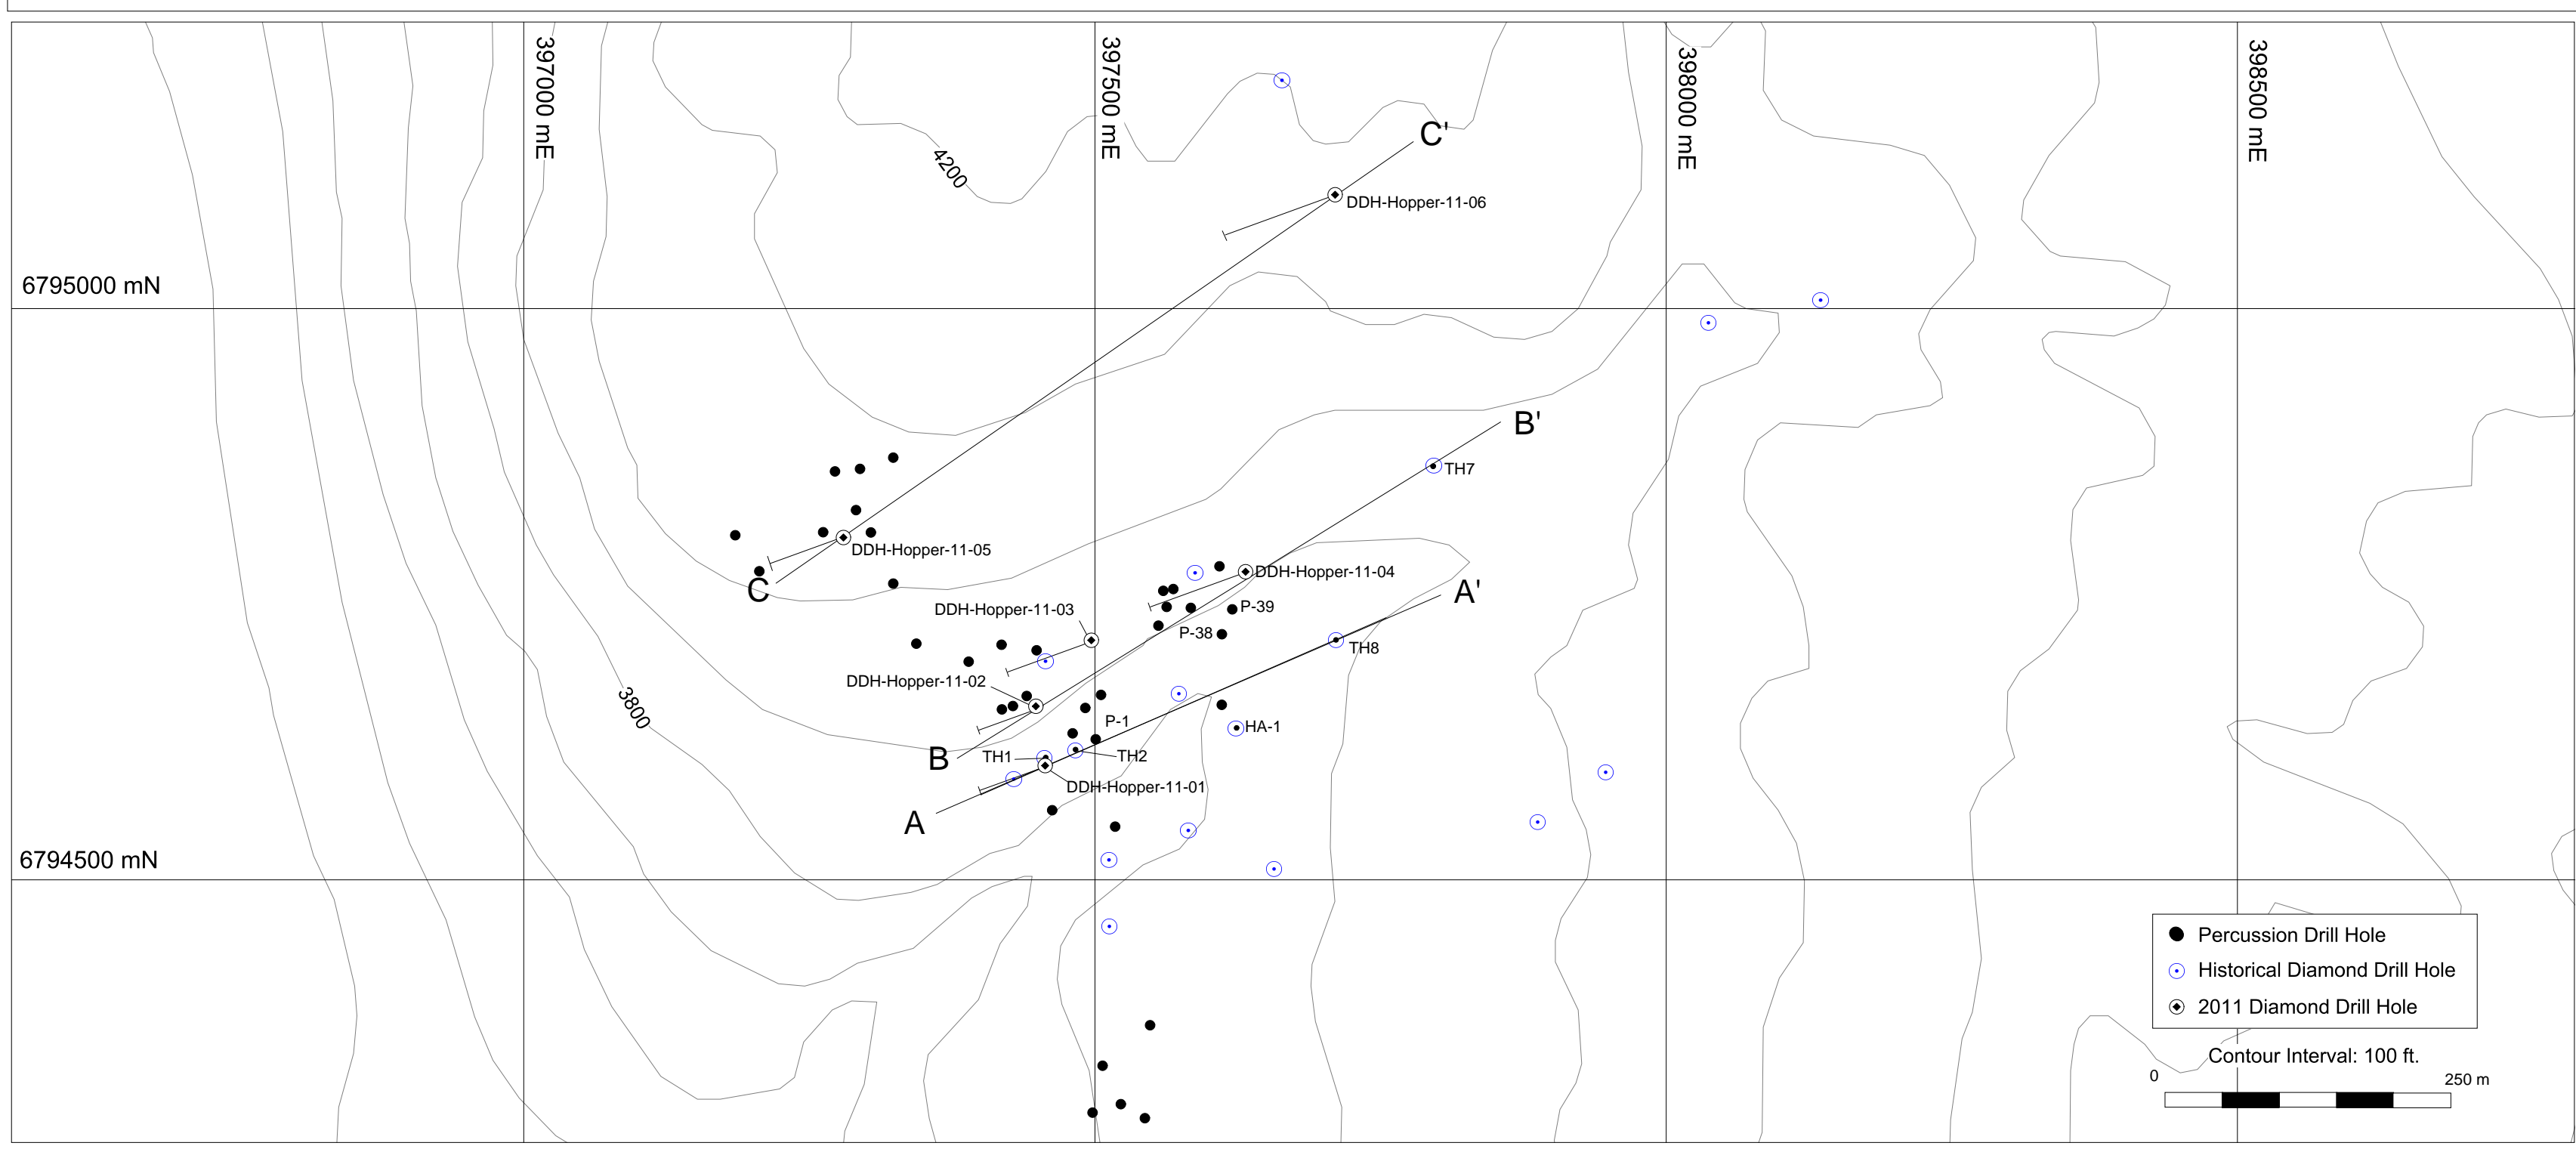 397000 mE
397500 mE
398000 mE
398500 mE
C'
4200
DDH-Hopper-11-06
6795000 mN
B'
TH7
DDH-Hopper-11-05
C
DDH-Hopper-11-04
A'
DDH-Hopper-11-03
P-39
P-38
TH8
DDH-Hopper-11-02
3800
P-1
HA-1
B
TH1
TH2
DDH-Hopper-11-01
A
6794500 mN
Percussion Drill Hole
Historical Diamond Drill Hole
2011 Diamond Drill Hole
Contour Interval: 100 ft.
0
250 m